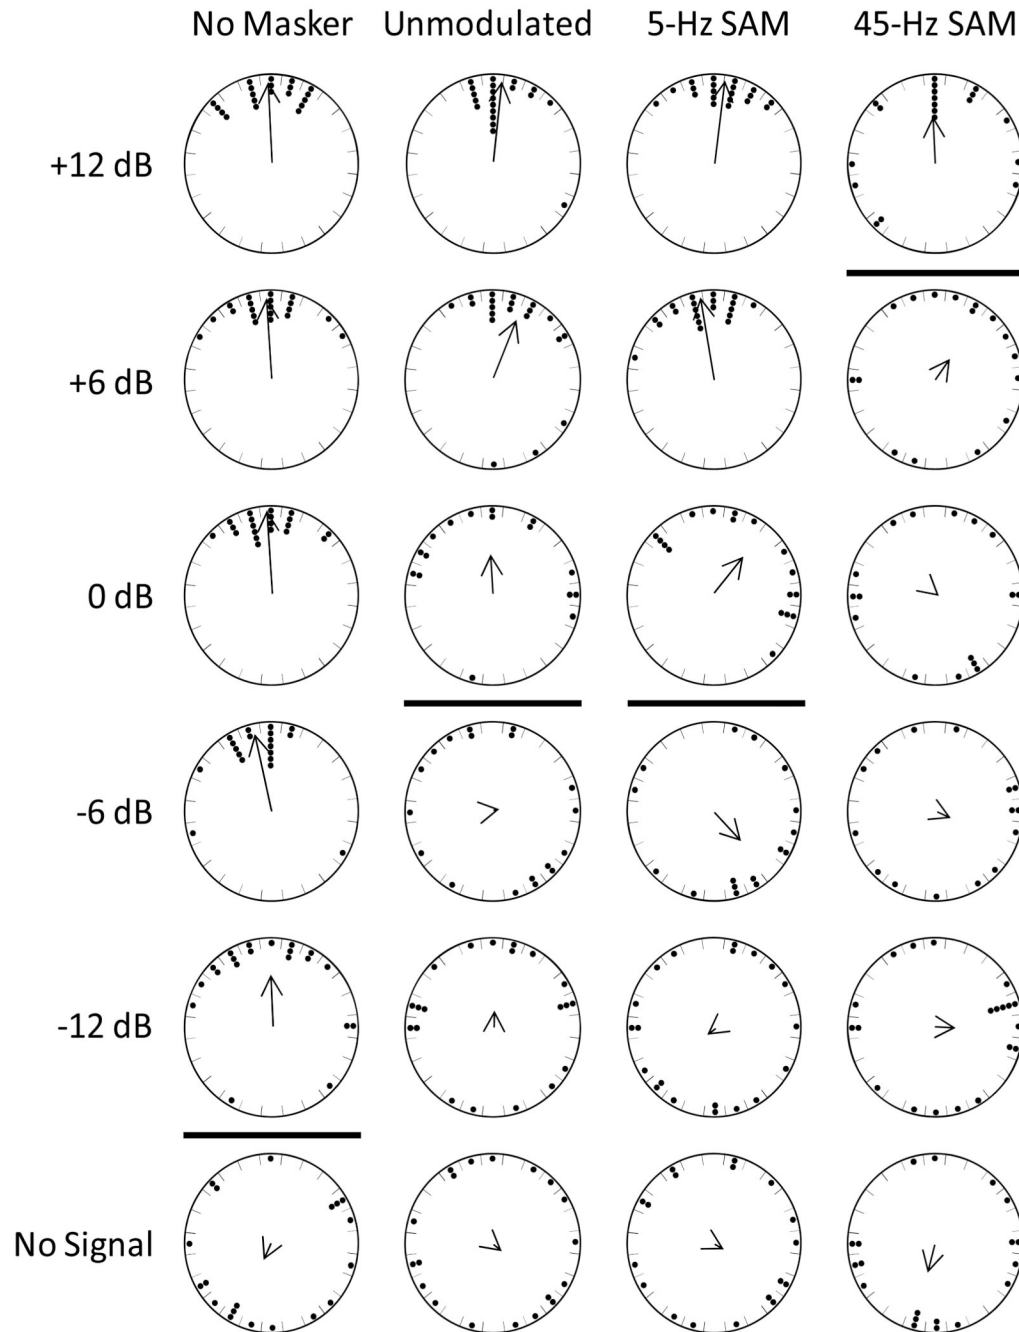 No Masker Unmodulated 5-Hz SAM 45-Hz SAM
+12 dB
+6 dB
0 dB
-6 dB
-12 dB
No Signal